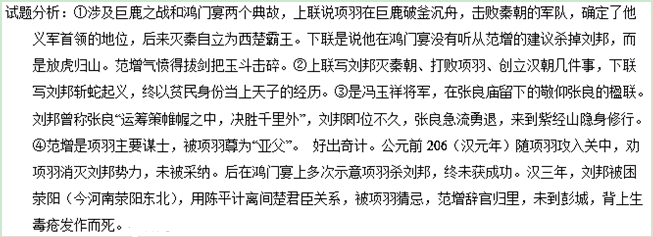 试题分析：①涉及巨鹿之战和鸿门宴两个典故，上联说项羽在巨鹿破釜沉舟，击败秦朝的军队，确定了他
义军首领的地位，后来灭秦自立为西楚霸王。下联是说他在鸿门宴没有听从范增的建议杀掉刘邦，而
是放虎归山。范增气愤得拔剑把玉斗击碎。②上联写刘邦灭秦朝、打败项羽、创立汉朝几件事，下联
写刘邦斩蛇起义，终以贫民身份当上天子的经历。③是冯玉祥将军，在张良庙留下的敬仰张良的楹联。
刘邦曾称张良“运筹策帷幄之中，决胜千里外”，刘邦即位不久，张良急流勇退，来到紫经山隐身修行。
④范增是项羽主要谋士，被项羽尊为“亚父”。 好出奇计。公元前 206（汉元年）随项羽攻入关中，劝
项羽消灭刘邦势力，未被采纳。后在鸿门宴上多次示意项羽杀刘邦，终未获成功。汉三年，刘邦被困
荥阳（今河南荥阳东北），用陈平计离间楚君臣关系，被项羽猜忌，范增辞官归里，未到彭城，背上生
毒疮发作而死。